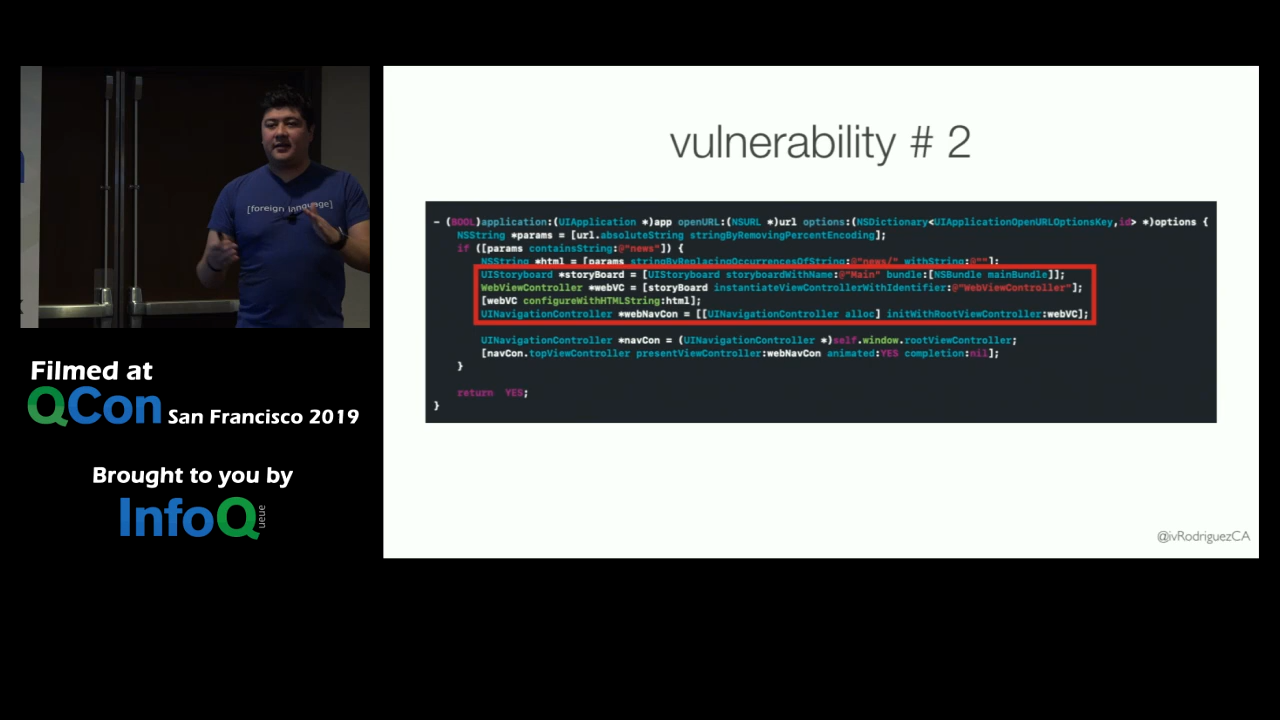 [foreign language]
Filmed at
QCon San Francisco 2019
Brought to you by
InfoQ
ueue
vulnerability # 2
- (BOOL)application:(UIApplication *)app openURL:(NSURL *)url options:(NSDictionary<UIApplicationOpenURLOptionsKey,id> *)options {
NSString *params = [url.absoluteString stringByRemovingPercentEncoding];
if ([params containsString:@"news"]) {
NSString *html = [params stringByReplacingOccurrencesOfString:@"news/" withString:@""];
UIStoryboard *storyBoard = [UIStoryboard storyboardWithName:@"Main" bundle:[NSBundle mainBundle]];
WebViewController *webVC = [storyBoard instantiateViewControllerWithIdentifier:@"WebViewController"];
[webVC configureWithHTMLString:html];
UINavigationController *webNavCon = [[UINavigationController alloc] initWithRootViewController:webVC];
UINavigationController *navCon = (UINavigationController *)self.window.rootViewController;
[navCon.topViewController presentViewController:webNavCon animated:YES completion:nil];
}
return YES;
}
@ivRodriguezCA